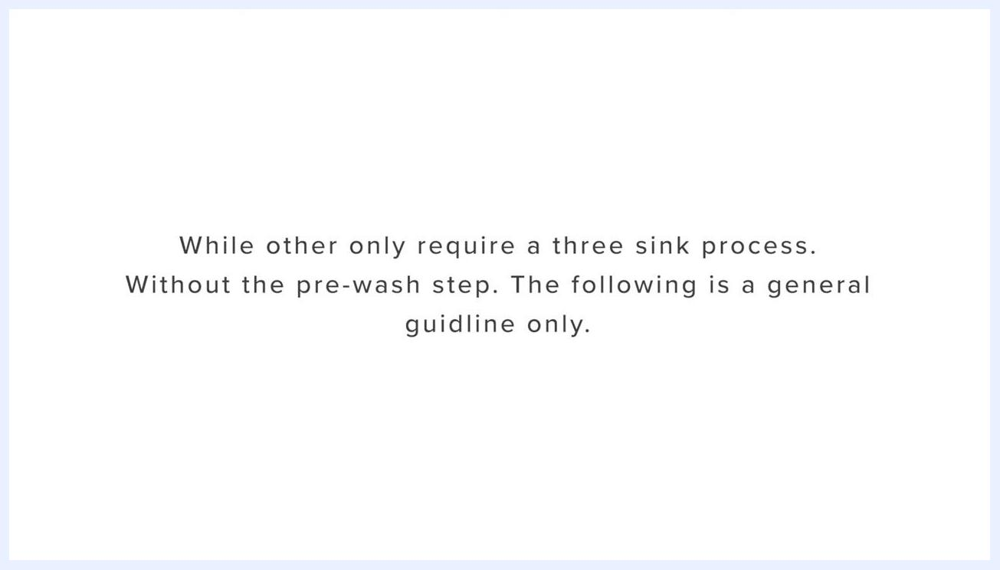 While other only require a three sink process.
Without the pre-wash step. The following is a general
guidline only.